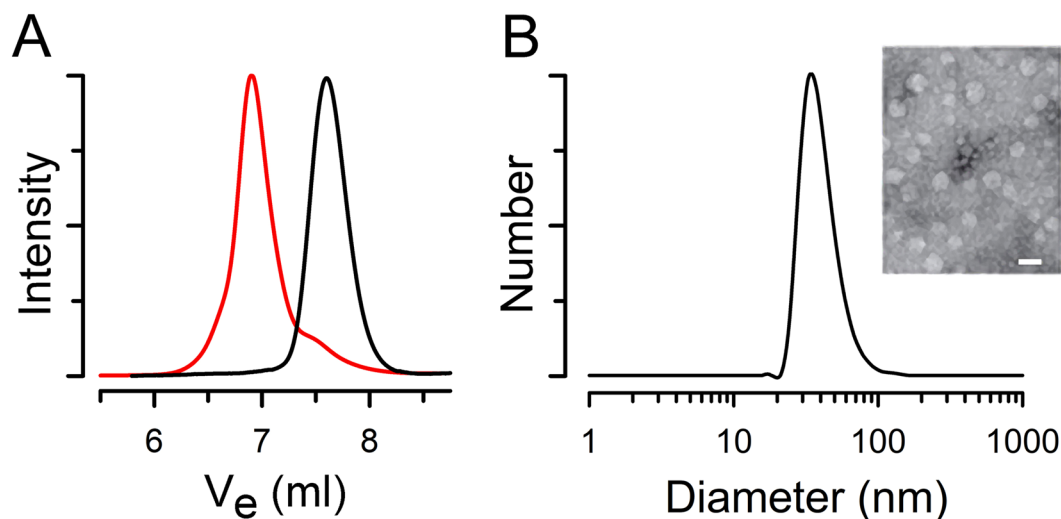 A
Intensity
6 7 8
Ve (ml)
B
Number
1 10 100 1000
Diameter (nm)